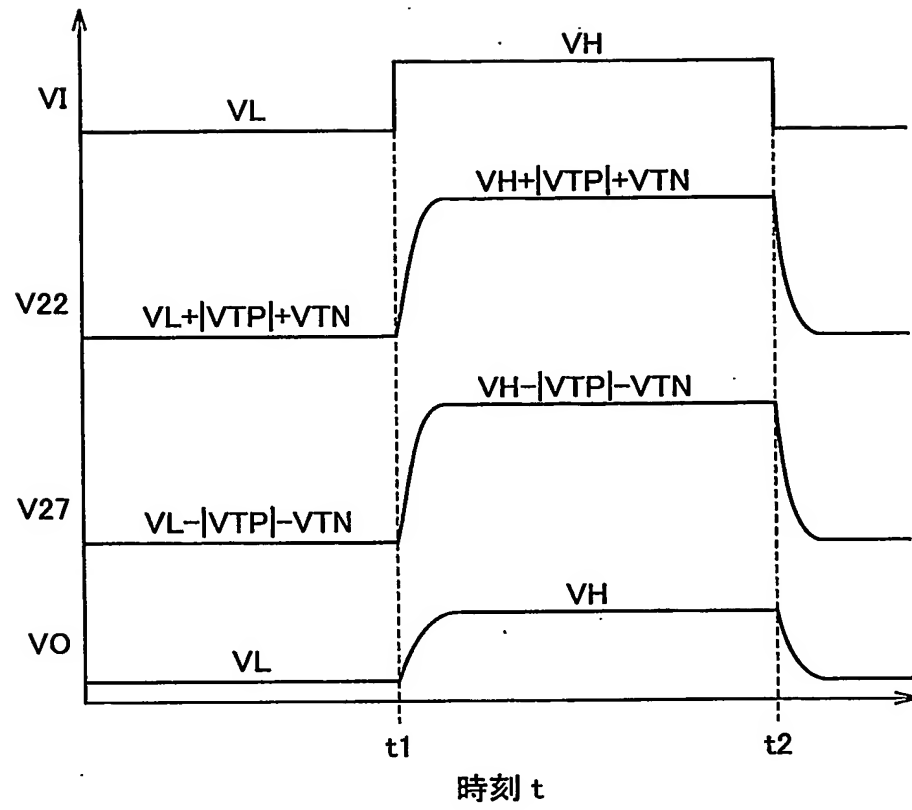 VH
VI
VL
VH+|VTP|+VTN
V22
VL+|VTP|+VTN
VH-|VTP|-VTN
V27
VL-|VTP|-VTN
VH
VO
VL
t1
t2
時刻 t